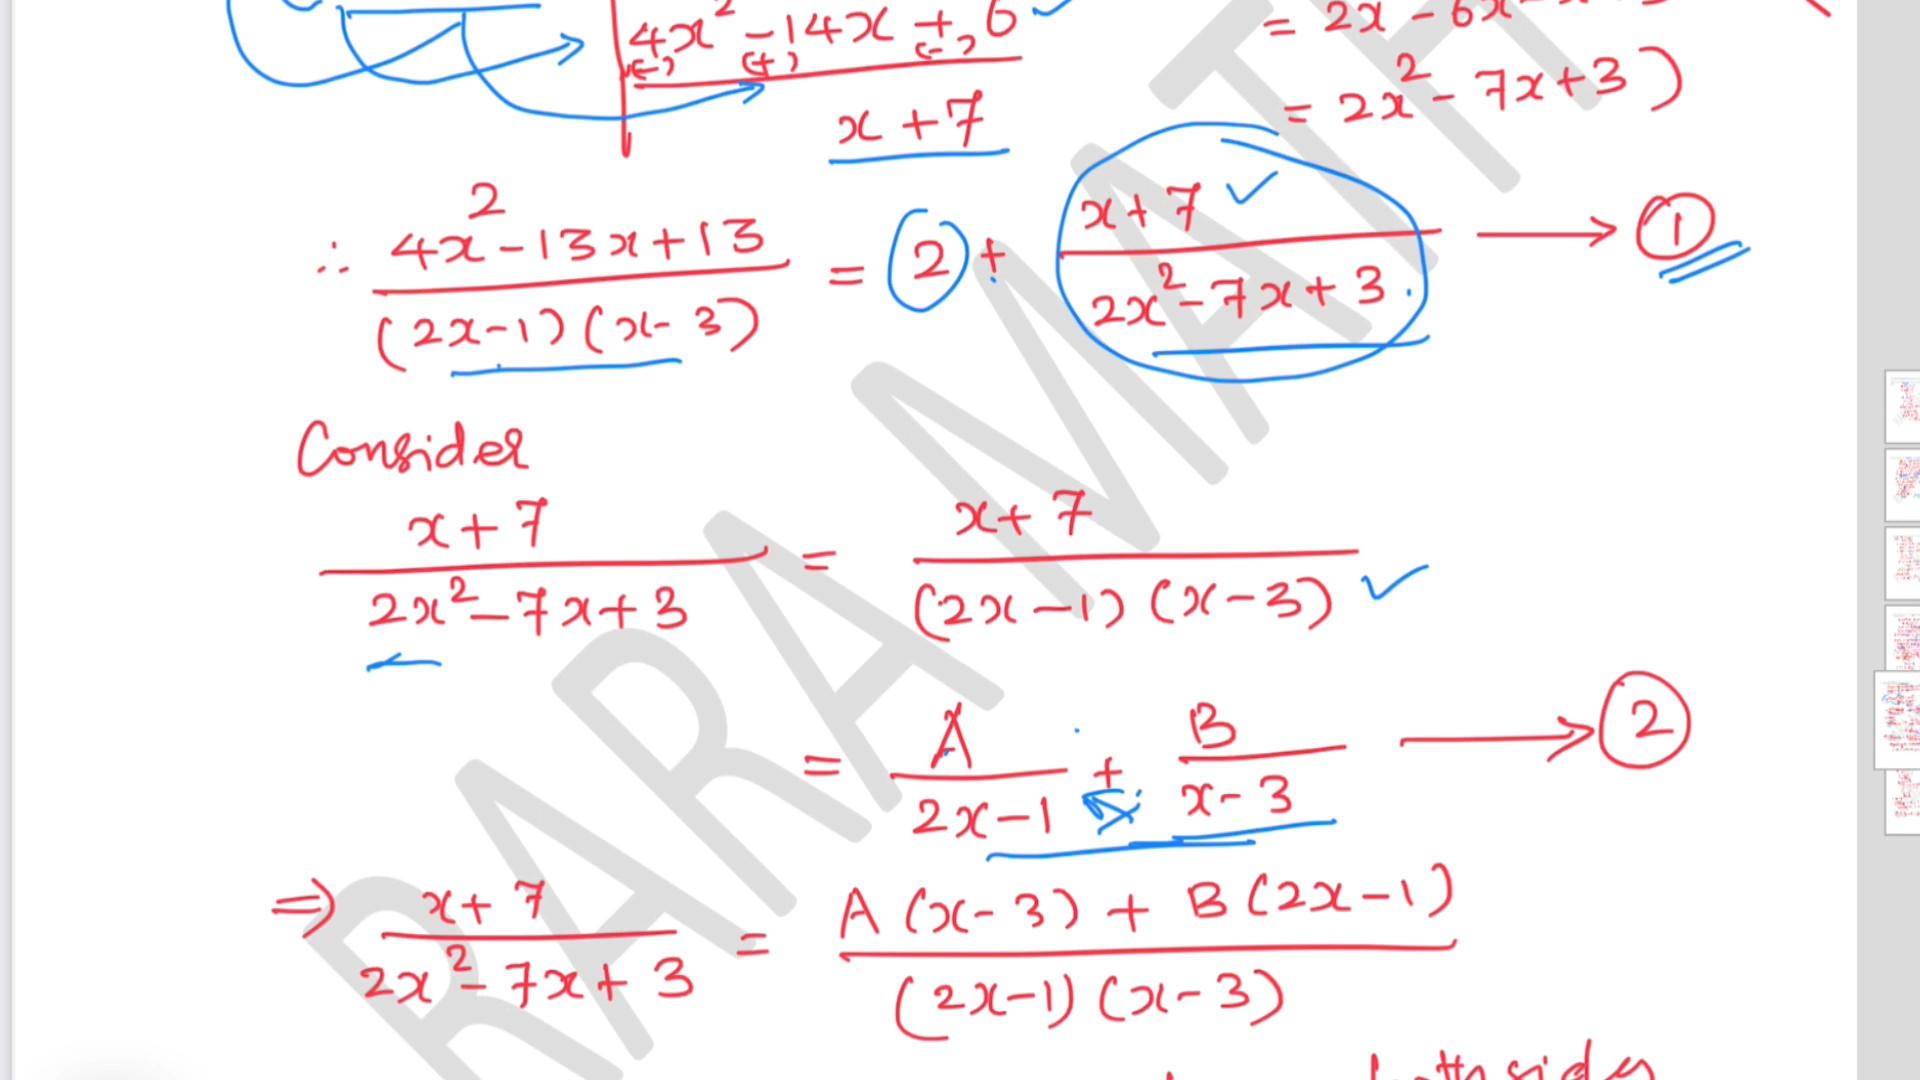 4x² - 14x + 6
(-) (+) (-)
x + 7
= 2x² - 7x + 3 )
∴ 4x² - 13x + 13 / (2x-1)(x-3) = 2 + x+7 / 2x² - 7x + 3 → ①
Consider
x + 7 / 2x² - 7x + 3 = x + 7 / (2x-1)(x-3)
= A / 2x-1 + B / x-3 → ②
⇒ x + 7 / 2x² - 7x + 3 = A(x-3) + B(2x-1) / (2x-1)(x-3)
both sides